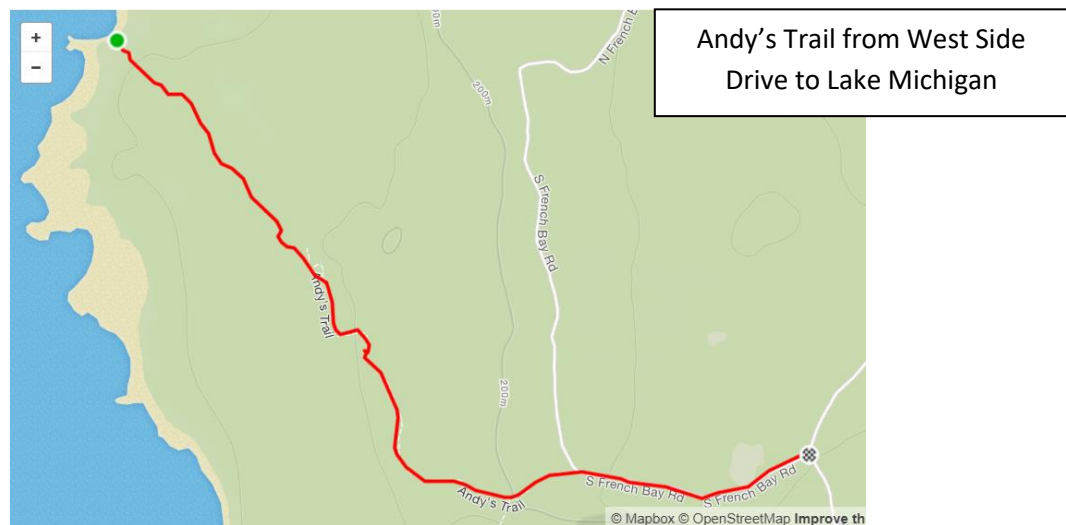 Andy’s Trail from West Side
Drive to Lake Michigan
+
−
200m
N French B
S French Bay Rd
Andy's Trail
200m
Andy's Trail
S French Bay Rd
S French Bay Rd
© Mapbox © OpenStreetMap Improve th